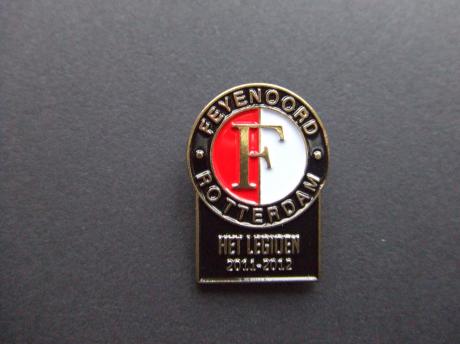 FEYENOORD
F
ROTTERDAM
HET LEGIOEN
2011-2012